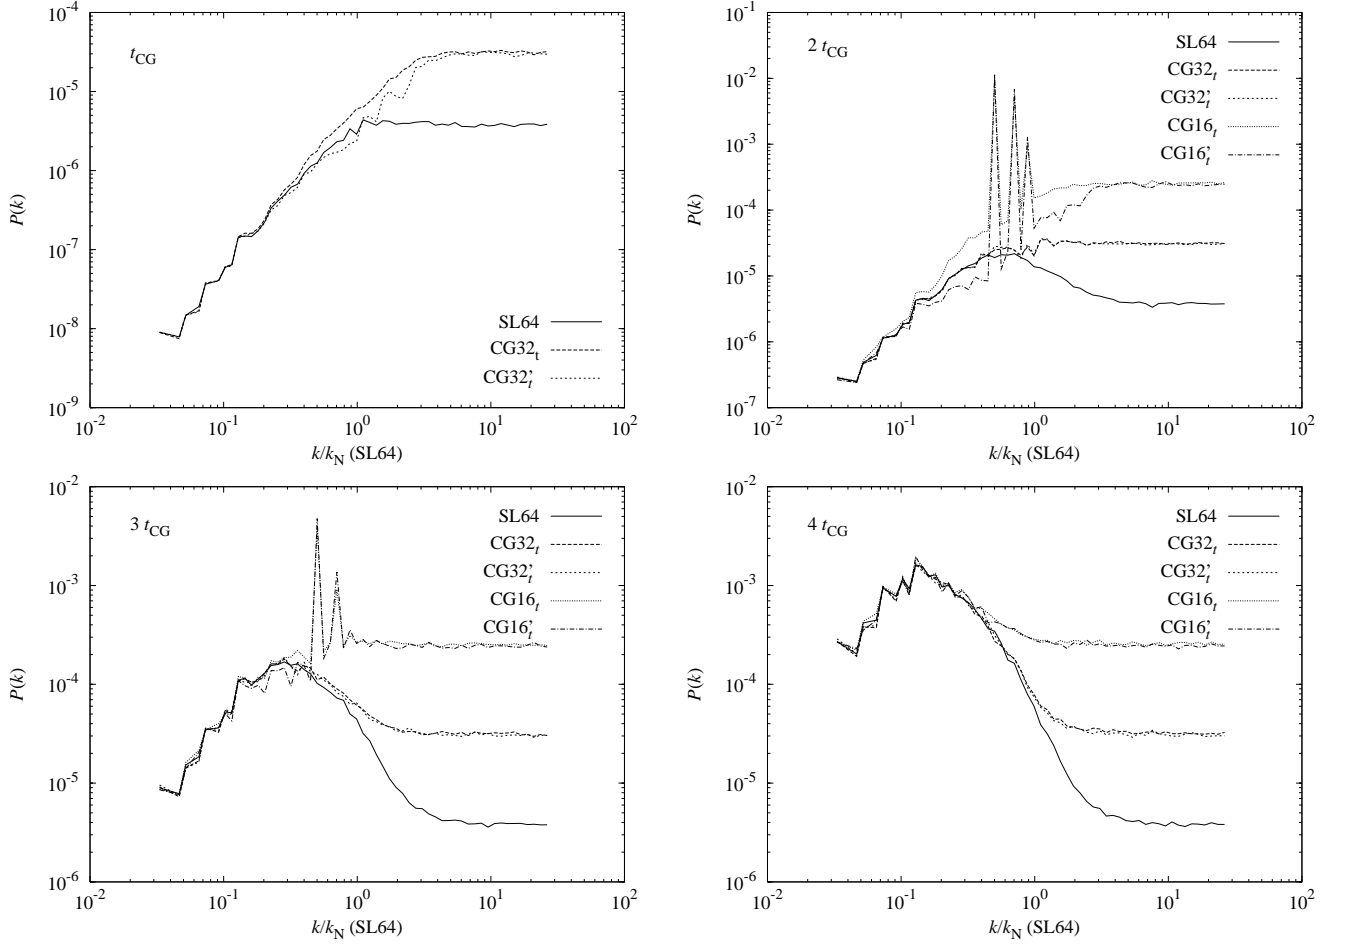 10^-4
10^-5
10^-6
10^-7
10^-8
10^-9
P(k)
t_CG
SL64
CG32_t
CG32'_t
10^-2 10^-1 10^0 10^1 10^2
k/k_N (SL64)
10^-1
10^-2
10^-3
10^-4
10^-5
10^-6
10^-7
P(k)
2 t_CG
SL64
CG32_t
CG32'_t
CG16_t
CG16'_t
10^-2 10^-1 10^0 10^1 10^2
k/k_N (SL64)
10^-2
10^-3
10^-4
10^-5
10^-6
P(k)
3 t_CG
SL64
CG32_t
CG32'_t
CG16_t
CG16'_t
10^-2 10^-1 10^0 10^1 10^2
k/k_N (SL64)
10^-2
10^-3
10^-4
10^-5
10^-6
P(k)
4 t_CG
SL64
CG32_t
CG32'_t
CG16_t
CG16'_t
10^-2 10^-1 10^0 10^1 10^2
k/k_N (SL64)